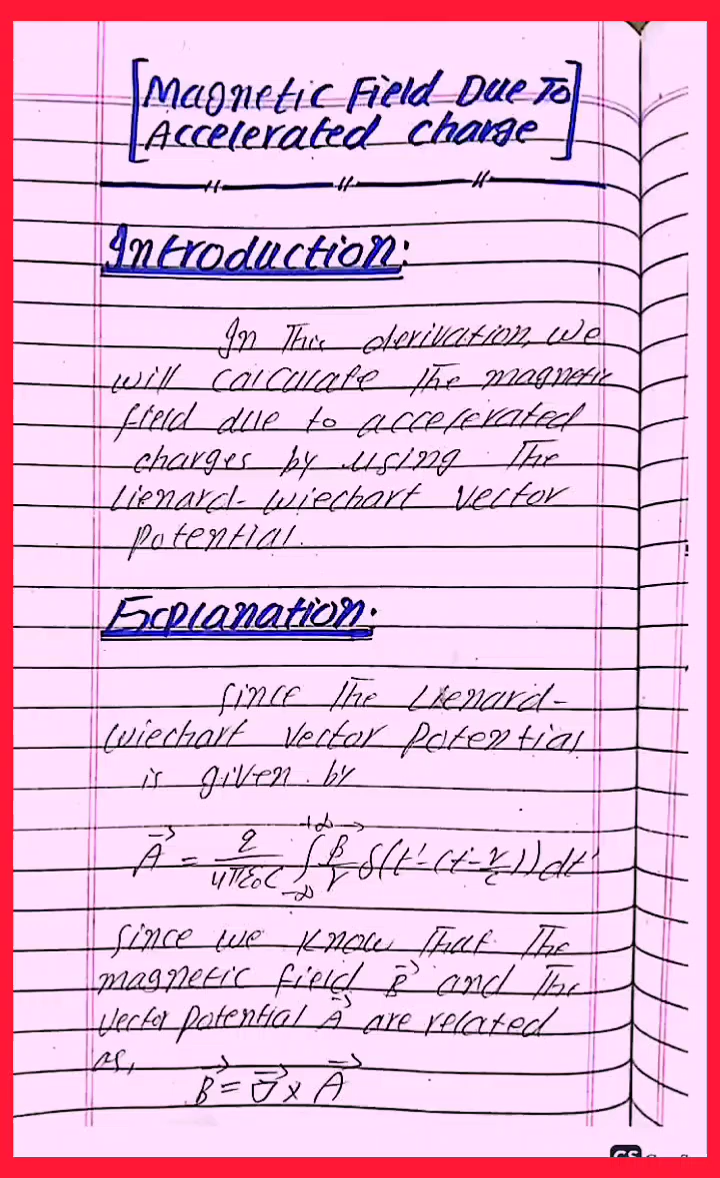 [Magnetic Field Due To
Accelerated charge]
Introduction:
In This derivation, we
will calculate the magnetic
field due to accelerated
charges by using The
Lienard-Wiechart Vector
Potential.
Explanation:
Since The Lienard-
Wiechart Vector Potential
is given by
A⃗ = q/4πε₀c ∫₋∞⁺∞ β⃗/r δ(t'-(t-r/c))dt'
Since we Know That The
magnetic field B⃗ and The
Vector potential A⃗ are related
as,
B⃗ = ∇⃗ x A⃗
CS